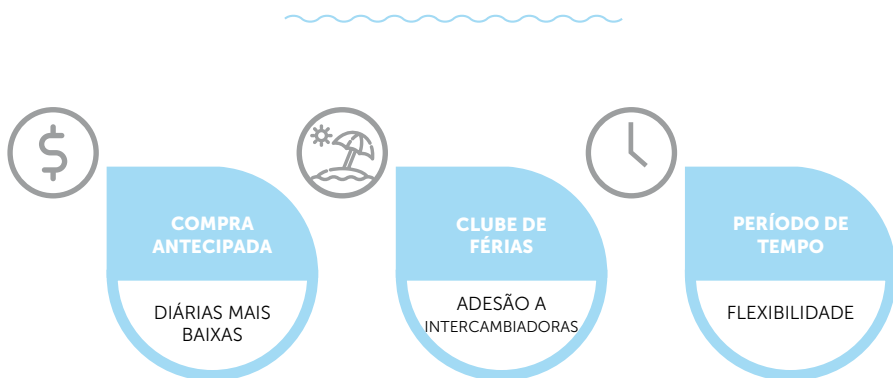 COMPRA
ANTECIPADA
DIÁRIAS MAIS
BAIXAS
CLUBE DE
FÉRIAS
ADESÃO A
INTERCAMBIADORAS
PERÍODO DE
TEMPO
FLEXIBILIDADE